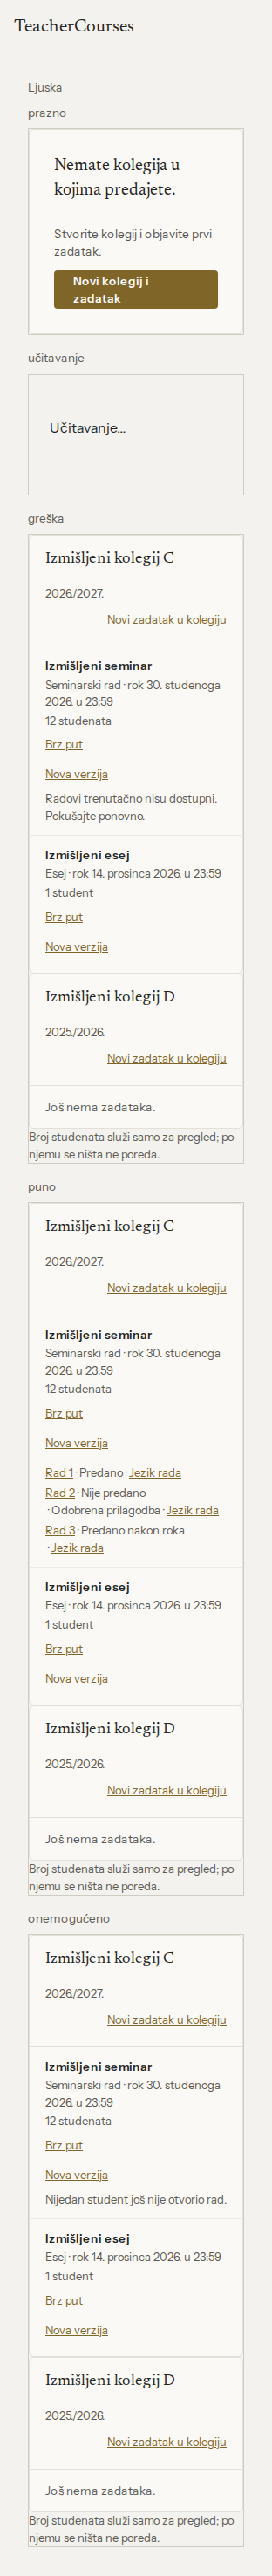 TeacherCourses
Ljuska
prazno
Nemate kolegija u
kojima predajete.
Stvorite kolegij i objavite prvi
zadatak.
Novi kolegij i
zadatak
učitavanje
Učitavanje…
greška
Izmišljeni kolegij C
2026./2027.
Novi zadatak u kolegiju
Izmišljeni seminar
Seminarski rad · rok 30. studenoga
2026. u 23:59
12 studenata
Brz put
Nova verzija
Radovi trenutačno nisu dostupni.
Pokušajte ponovno.
Izmišljeni esej
Esej · rok 14. prosinca 2026. u 23:59
1 student
Brz put
Nova verzija
Izmišljeni kolegij D
2025./2026.
Novi zadatak u kolegiju
Još nema zadataka.
Broj studenata služi samo za pregled; po
njemu se ništa ne poreda.
puno
Izmišljeni kolegij C
2026./2027.
Novi zadatak u kolegiju
Izmišljeni seminar
Seminarski rad · rok 30. studenoga
2026. u 23:59
12 studenata
Brz put
Nova verzija
Rad 1 · Predano · Jezik rada
Rad 2 · Nije predano
· Odobrena prilagodba · Jezik rada
Rad 3 · Predano nakon roka
· Jezik rada
Izmišljeni esej
Esej · rok 14. prosinca 2026. u 23:59
1 student
Brz put
Nova verzija
Izmišljeni kolegij D
2025./2026.
Novi zadatak u kolegiju
Još nema zadataka.
Broj studenata služi samo za pregled; po
njemu se ništa ne poreda.
onemogućeno
Izmišljeni kolegij C
2026./2027.
Novi zadatak u kolegiju
Izmišljeni seminar
Seminarski rad · rok 30. studenoga
2026. u 23:59
12 studenata
Brz put
Nova verzija
Nijedan student još nije otvorio rad.
Izmišljeni esej
Esej · rok 14. prosinca 2026. u 23:59
1 student
Brz put
Nova verzija
Izmišljeni kolegij D
2025./2026.
Novi zadatak u kolegiju
Još nema zadataka.
Broj studenata služi samo za pregled; po
njemu se ništa ne poreda.